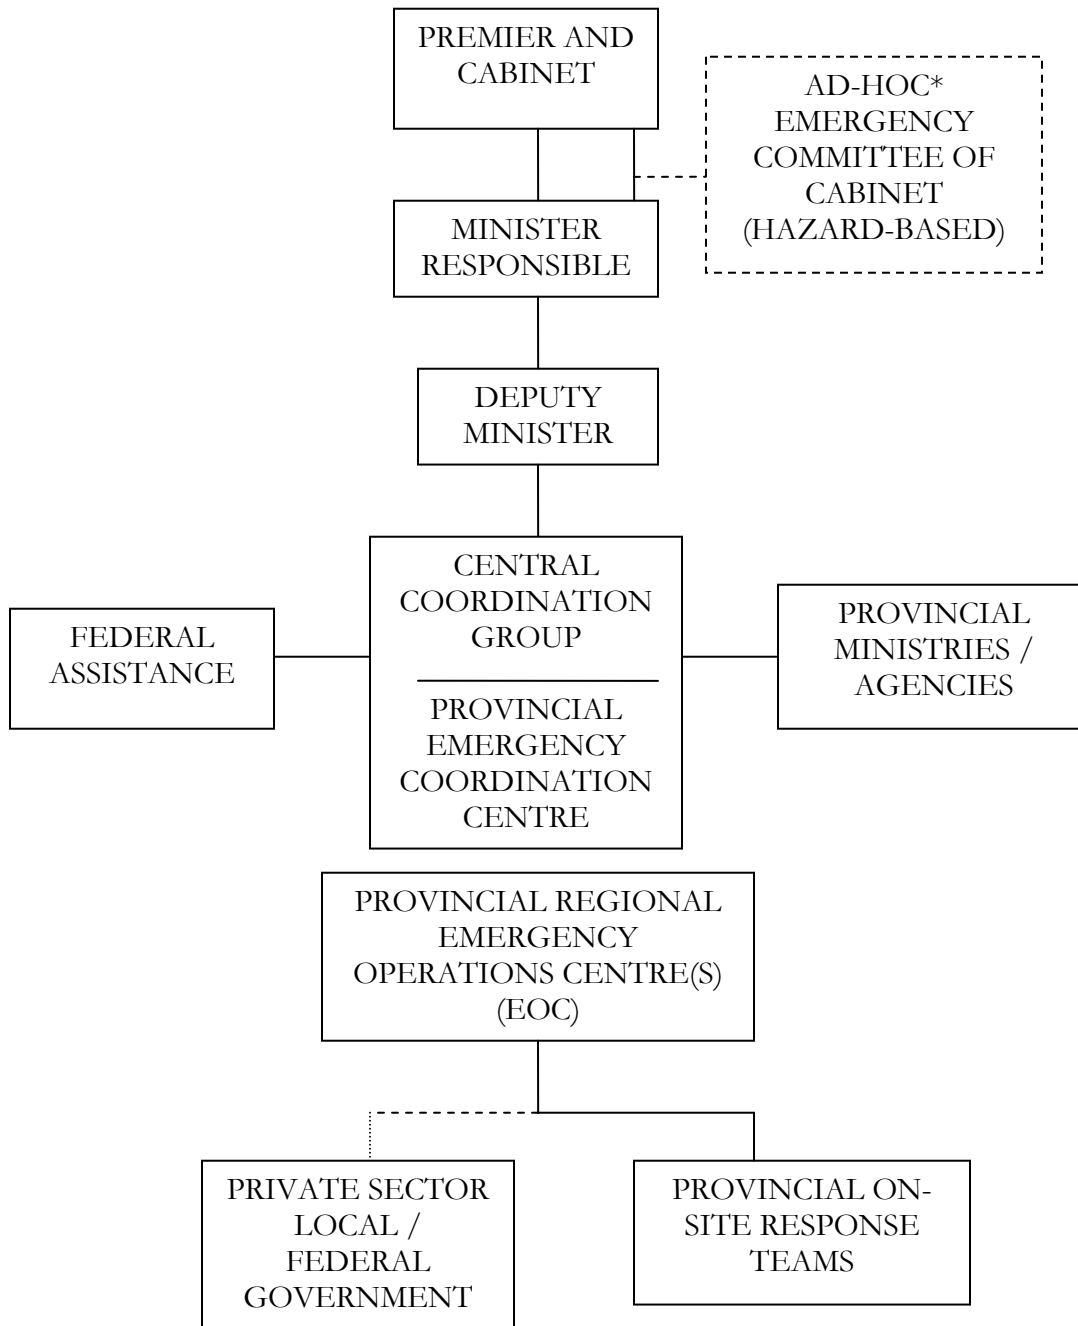 PREMIER AND
CABINET
AD-HOC*
EMERGENCY
COMMITTEE OF
CABINET
(HAZARD-BASED)
MINISTER
RESPONSIBLE
DEPUTY
MINISTER
CENTRAL
COORDINATION
GROUP
FEDERAL
ASSISTANCE
PROVINCIAL
MINISTRIES /
AGENCIES
PROVINCIAL
EMERGENCY
COORDINATION
CENTRE
PROVINCIAL REGIONAL
EMERGENCY
OPERATIONS CENTRE(S)
(EOC)
PRIVATE SECTOR
LOCAL /
FEDERAL
GOVERNMENT
PROVINCIAL ON-
SITE RESPONSE
TEAMS